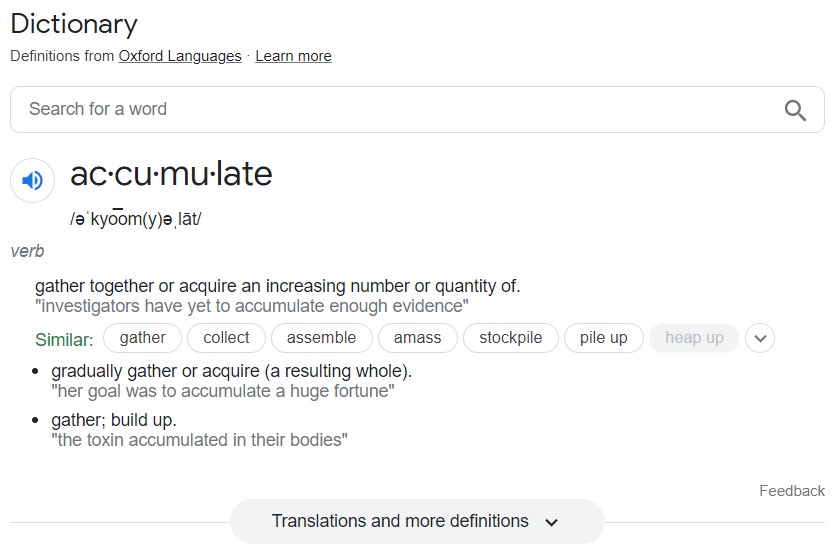 Dictionary
Definitions from Oxford Languages · Learn more
Search for a word
ac·cu·mu·late
/əˈkyo͞om(y)əˌlāt/
verb
gather together or acquire an increasing number or quantity of.
"investigators have yet to accumulate enough evidence"
Similar: gather collect assemble amass stockpile pile up heap up
• gradually gather or acquire (a resulting whole).
"her goal was to accumulate a huge fortune"
• gather; build up.
"the toxin accumulated in their bodies"
Feedback
Translations and more definitions